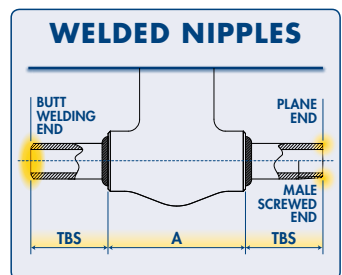 WELDED NIPPLES
BUTT
WELDING
END
PLANE
END
MALE
SCREWED
END
TBS
A
TBS